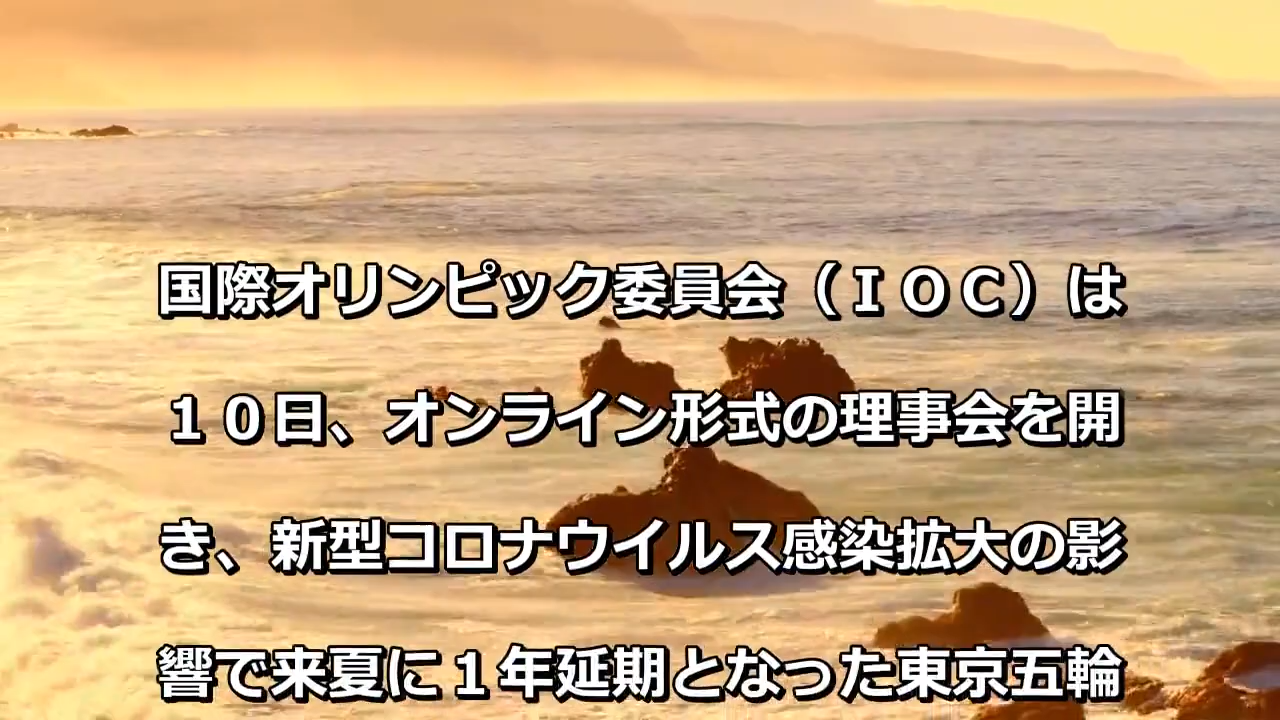 国際オリンピック委員会（ＩＯＣ）は
１０日、オンライン形式の理事会を開
き、新型コロナウイルス感染拡大の影
響で来夏に１年延期となった東京五輪